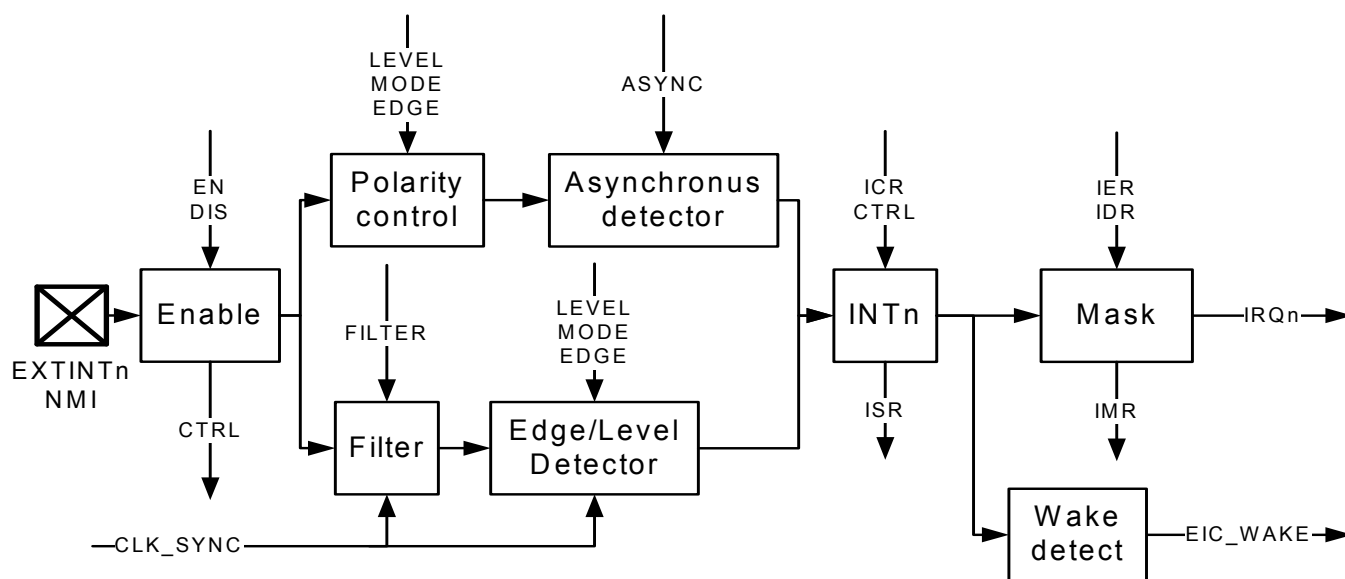 LEVEL
MODE
EDGE
ASYNC
EN
DIS
Polarity
control
Asynchronus
detector
ICR
CTRL
IER
IDR
Enable
FILTER
LEVEL
MODE
EDGE
INTn
Mask
IRQn
EXTINTn
NMI
CTRL
Filter
Edge/Level
Detector
ISR
IMR
CLK_SYNC
Wake
detect
EIC_WAKE